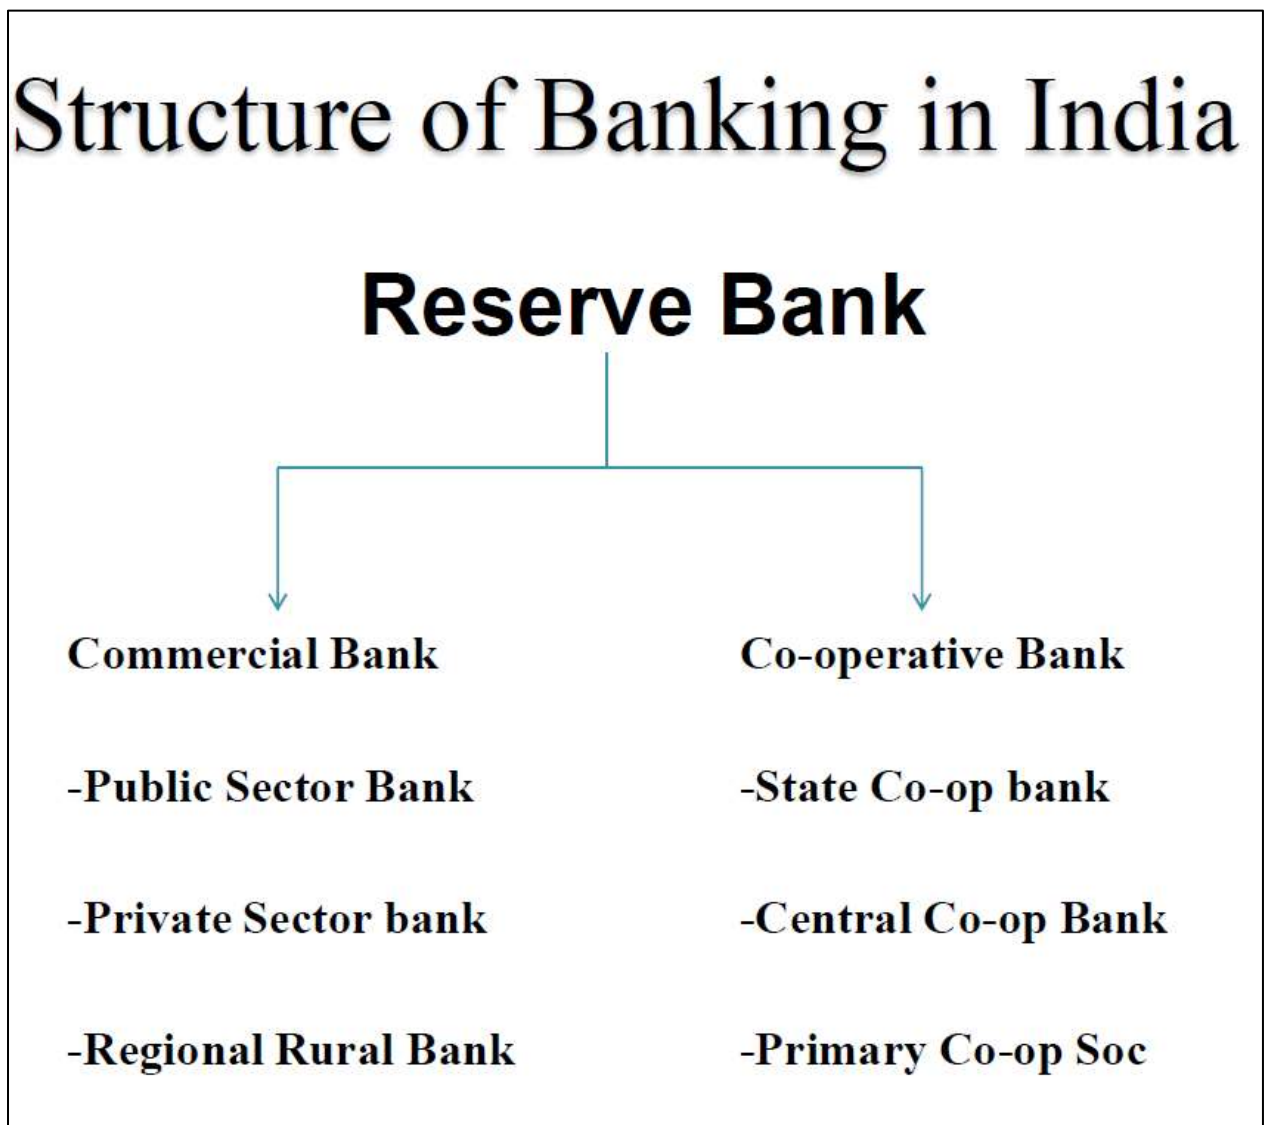 Structure of Banking in India
Reserve Bank
Commercial Bank
-Public Sector Bank
-Private Sector bank
-Regional Rural Bank
Co-operative Bank
-State Co-op bank
-Central Co-op Bank
-Primary Co-op Soc